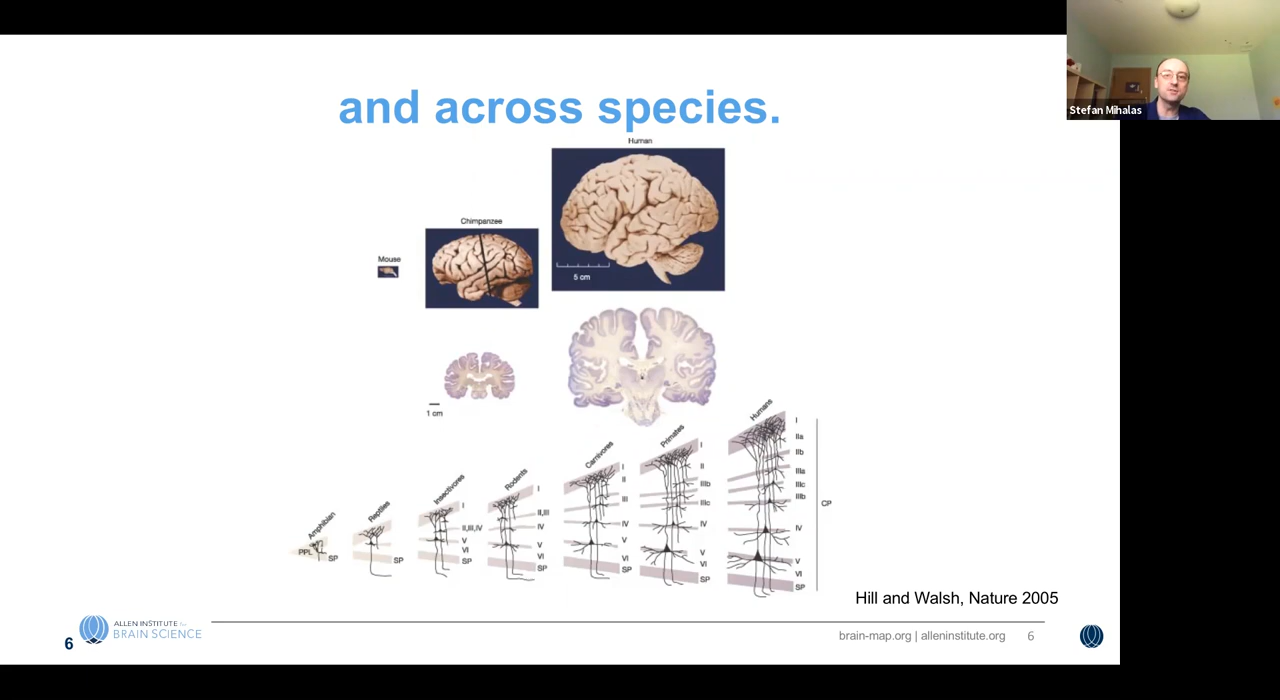 Stefan Mihalas
and across species.
Human
5 cm
Chimpanzee
Mouse
1 cm
Amphibian
PPL
SP
Reptiles
SP
Insectivores
I
II,III,IV
V
VI
SP
Rodents
I
II,III
IV
V
VI
SP
Carnivores
I
II
III
IV
V
VI
SP
Primates
I
II
IIIb
IIIc
IV
V
VI
SP
Humans
I
IIa
IIb
IIIa
IIIc
IIIb
IV
V
VI
SP
CP
Hill and Walsh, Nature 2005
6
ALLEN INSTITUTE for
BRAIN SCIENCE
brain-map.org | alleninstitute.org
6